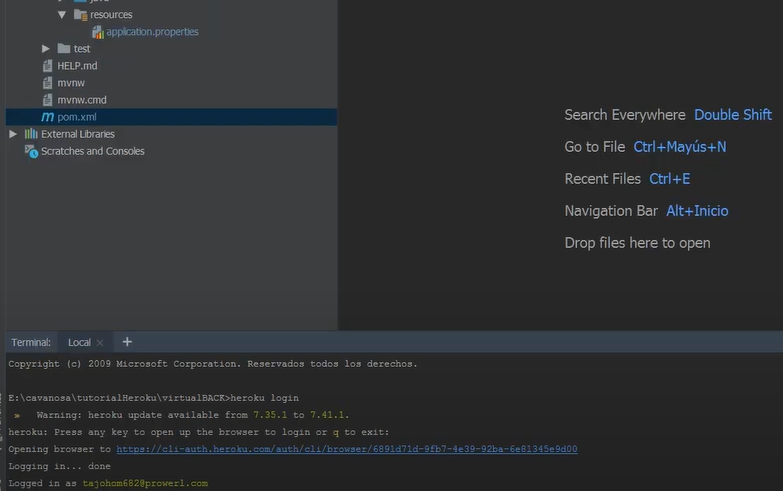 java
resources
application.properties
test
HELP.md
mvnw
mvnw.cmd
pom.xml
External Libraries
Scratches and Consoles
Search Everywhere Double Shift
Go to File Ctrl+Mayús+N
Recent Files Ctrl+E
Navigation Bar Alt+Inicio
Drop files here to open
Terminal: Local × +
Copyright (c) 2009 Microsoft Corporation. Reservados todos los derechos.
E:\cavanosa\tutorialHeroku\virtualBACK>heroku login
» Warning: heroku update available from 7.35.1 to 7.41.1.
heroku: Press any key to open up the browser to login or q to exit:
Opening browser to https://cli-auth.heroku.com/auth/cli/browser/6891d71d-9fb7-4e39-92ba-6e81345e9d00
Logging in... done
Logged in as tajohom682@prowerl.com